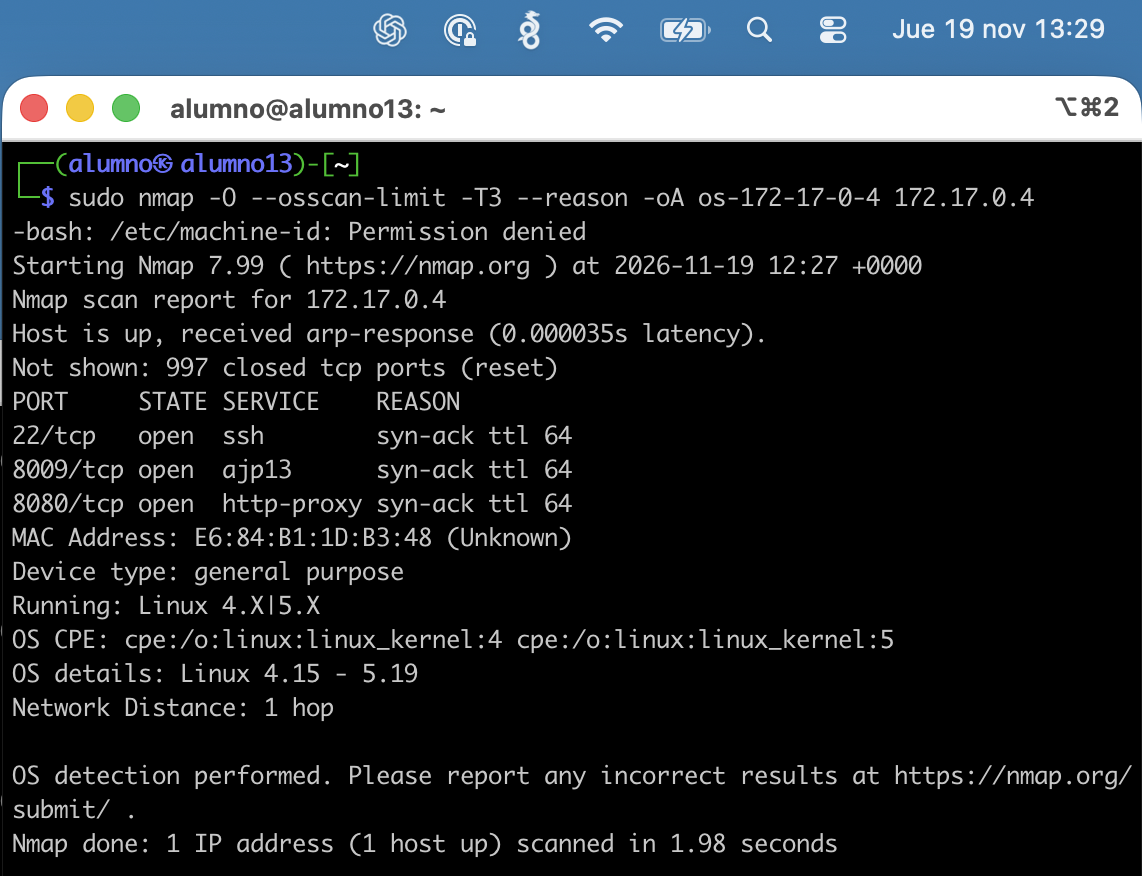 Jue 19 nov 13:29
alumno@alumno13: ~ ⌥⌘2
┌──(alumno㉿ alumno13)-[~]
└─$ sudo nmap -O --osscan-limit -T3 --reason -oA os-172-17-0-4 172.17.0.4
-bash: /etc/machine-id: Permission denied
Starting Nmap 7.99 ( https://nmap.org ) at 2026-11-19 12:27 +0000
Nmap scan report for 172.17.0.4
Host is up, received arp-response (0.000035s latency).
Not shown: 997 closed tcp ports (reset)
PORT     STATE SERVICE    REASON
22/tcp   open  ssh        syn-ack ttl 64
8009/tcp open  ajp13      syn-ack ttl 64
8080/tcp open  http-proxy syn-ack ttl 64
MAC Address: E6:84:B1:1D:B3:48 (Unknown)
Device type: general purpose
Running: Linux 4.X|5.X
OS CPE: cpe:/o:linux:linux_kernel:4 cpe:/o:linux:linux_kernel:5
OS details: Linux 4.15 - 5.19
Network Distance: 1 hop
OS detection performed. Please report any incorrect results at https://nmap.org/
submit/ .
Nmap done: 1 IP address (1 host up) scanned in 1.98 seconds